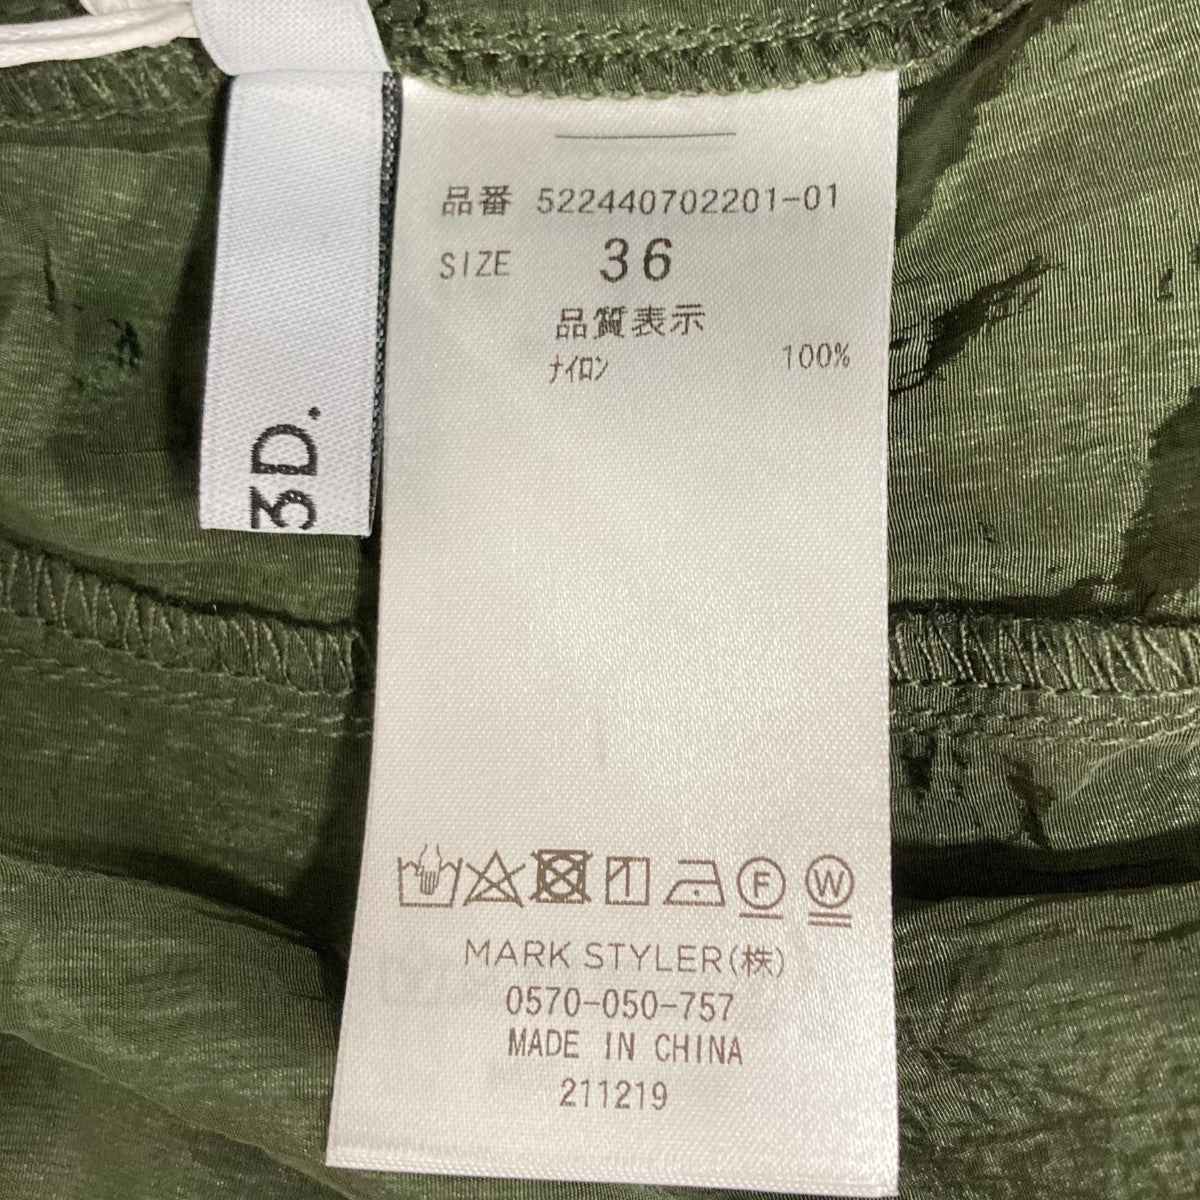 品番 522440702201-01
SIZE 36
品質表示
ﾅｲﾛﾝ 100%
F W
MARK STYLER(株)
0570-050-757
MADE IN CHINA
211219
3D.